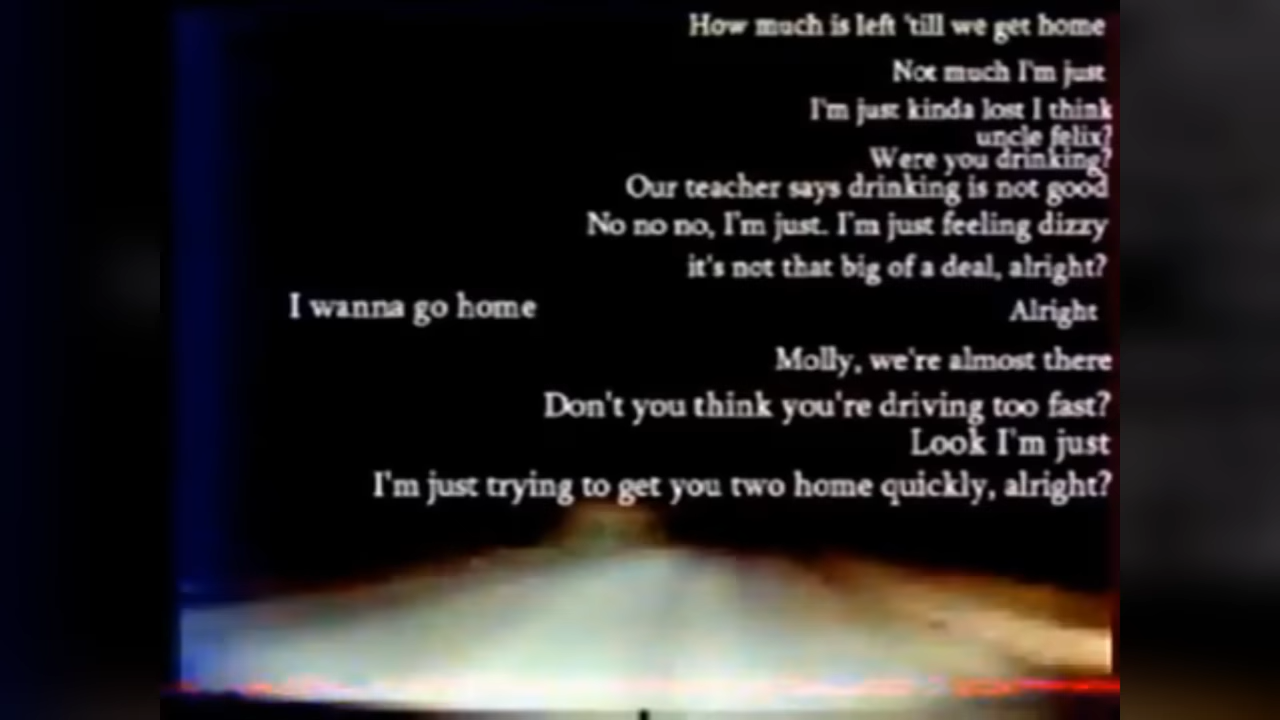 How much is left 'till we get home
Not much I'm just
I'm just kinda lost I think
uncle felix?
Were you drinking?
Our teacher says drinking is not good
No no no, I'm just. I'm just feeling dizzy
it's not that big of a deal, alright?
I wanna go home
Alright
Molly, we're almost there
Don't you think you're driving too fast?
Look I'm just
I'm just trying to get you two home quickly, alright?